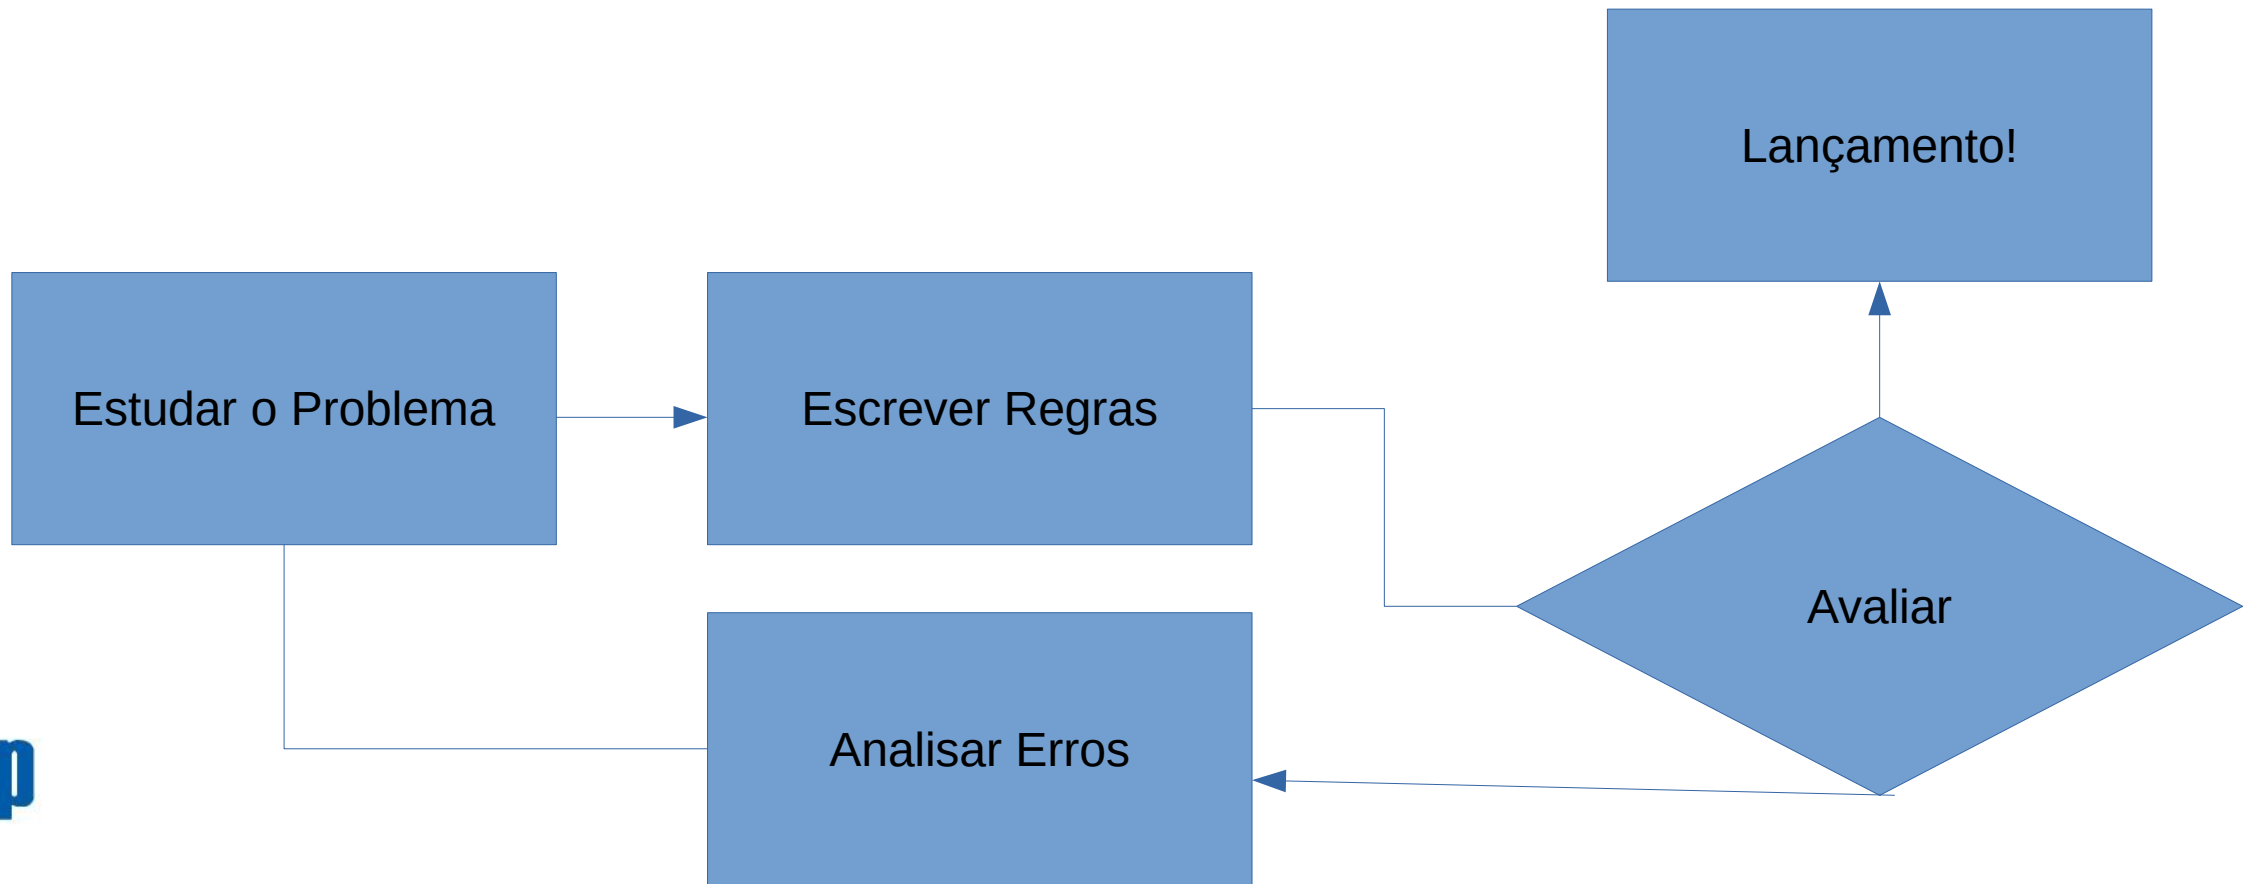 Lançamento!
Estudar o Problema
Escrever Regras
Avaliar
Analisar Erros
p